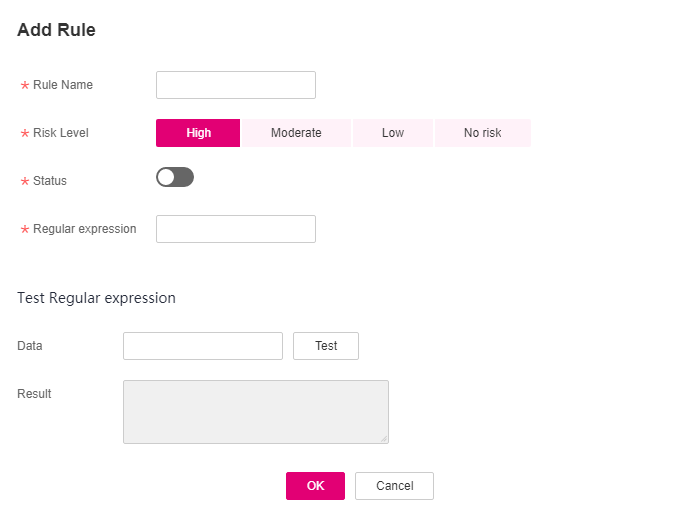 Add Rule
* Rule Name
* Risk Level High Moderate Low No risk
* Status
* Regular expression
Test Regular expression
Data Test
Result
OK Cancel